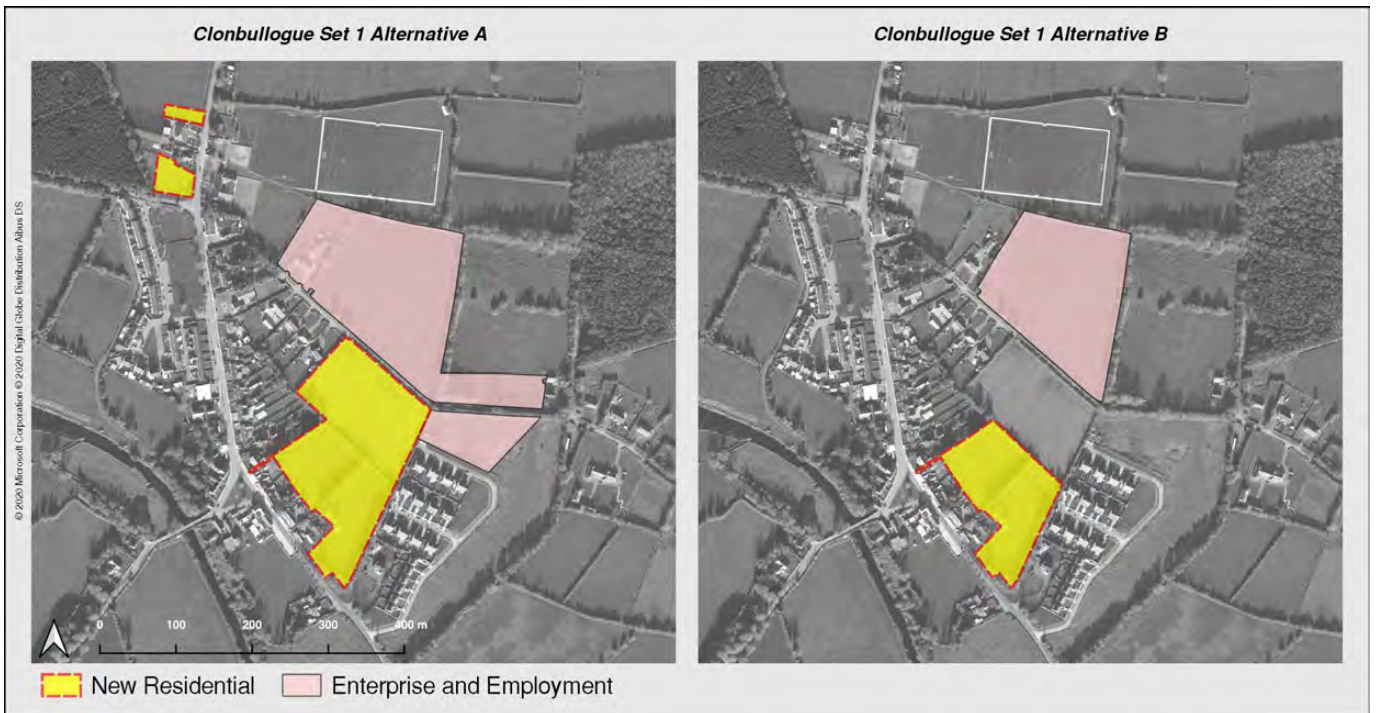 Clonbullogue Set 1 Alternative A
Clonbullogue Set 1 Alternative B
© 2020 Microsoft Corporation © 2020 Digital Globe Distribution Aibus DS
0 100 200 300 400 m
New Residential
Enterprise and Employment